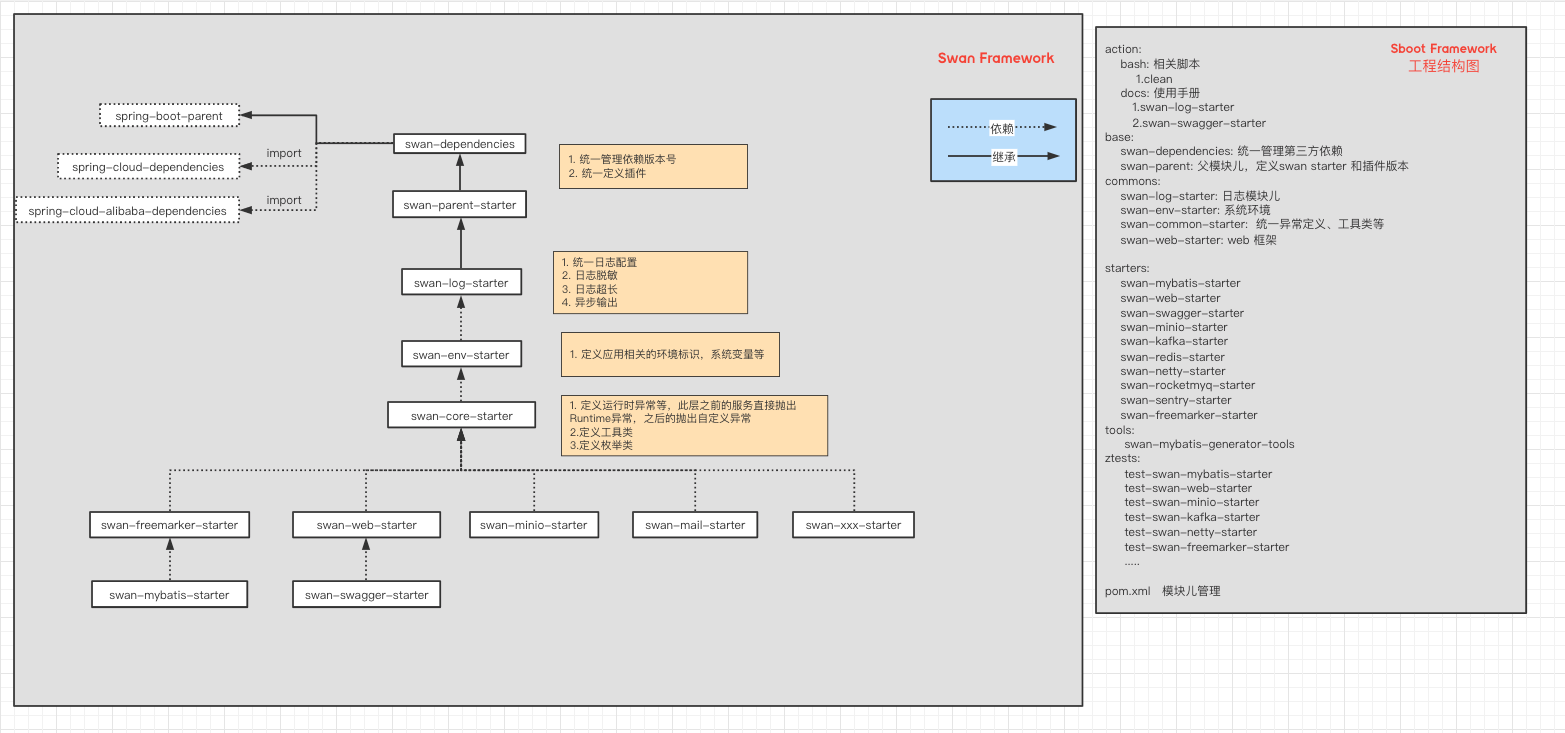 Swan Framework
spring-boot-parent
swan-dependencies
import
spring-cloud-dependencies
import
spring-cloud-alibaba-dependencies
1. 统一管理依赖版本号
2. 统一定义插件
依赖
继承
swan-parent-starter
swan-log-starter
1. 统一日志配置
2. 日志脱敏
3. 日志超长
4. 异步输出
swan-env-starter
1. 定义应用相关的环境标识，系统变量等
swan-core-starter
1. 定义运行时异常等，此层之前的服务直接抛出
Runtime异常，之后的抛出自定义异常
2.定义工具类
3.定义枚举类
swan-freemarker-starter
swan-web-starter
swan-minio-starter
swan-mail-starter
swan-xxx-starter
swan-mybatis-starter
swan-swagger-starter
Sboot Framework
工程结构图
action:
bash: 相关脚本
1.clean
docs: 使用手册
1.swan-log-starter
2.swan-swagger-starter
base:
swan-dependencies: 统一管理第三方依赖
swan-parent: 父模块儿，定义swan starter 和插件版本
commons:
swan-log-starter: 日志模块儿
swan-env-starter: 系统环境
swan-common-starter: 统一异常定义、工具类等
swan-web-starter: web 框架
starters:
swan-mybatis-starter
swan-web-starter
swan-swagger-starter
swan-minio-starter
swan-kafka-starter
swan-redis-starter
swan-netty-starter
swan-rocketmyq-starter
swan-sentry-starter
swan-freemarker-starter
tools:
swan-mybatis-generator-tools
ztests:
test-swan-mybatis-starter
test-swan-web-starter
test-swan-minio-starter
test-swan-kafka-starter
test-swan-netty-starter
test-swan-freemarker-starter
.....
pom.xml 模块儿管理